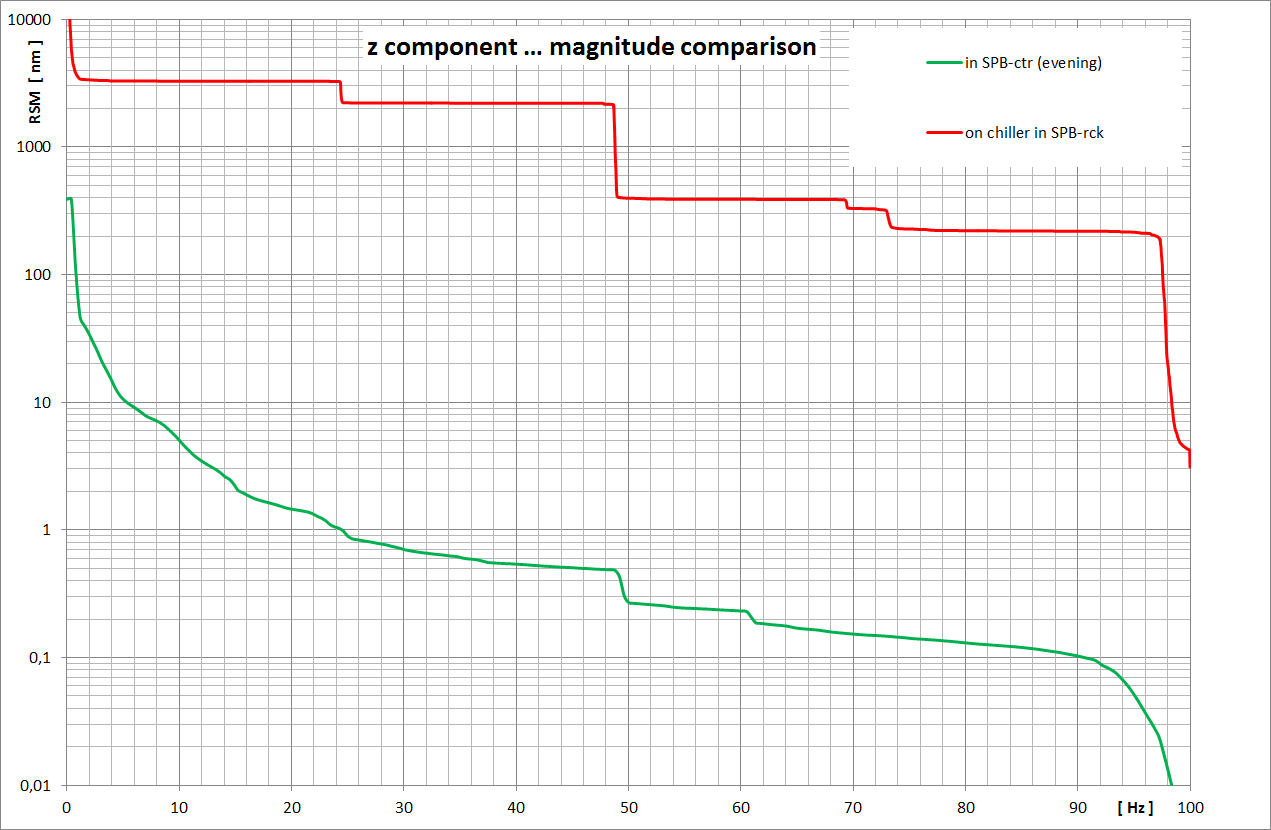 z component ... magnitude comparison
in SPB-ctr (evening)
on chiller in SPB-rck
RSM [ nm ]
10000
1000
100
10
1
0,1
0,01
0 10 20 30 40 50 60 70 80 90 [ Hz ] 100